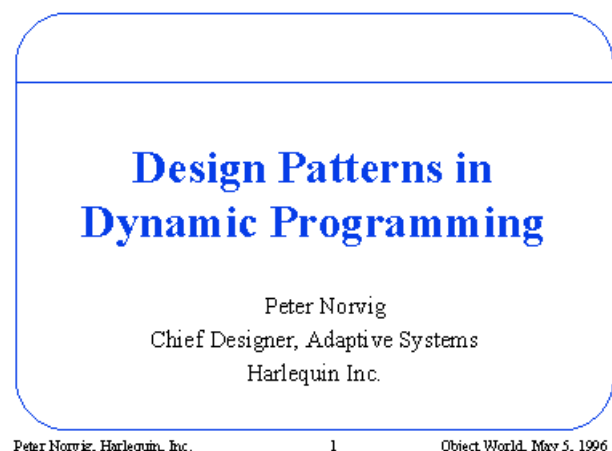 Design Patterns in
Dynamic Programming
Peter Norvig
Chief Designer, Adaptive Systems
Harlequin Inc.
Peter Norvig, Harlequin, Inc. 1 Object World, May 5, 1996